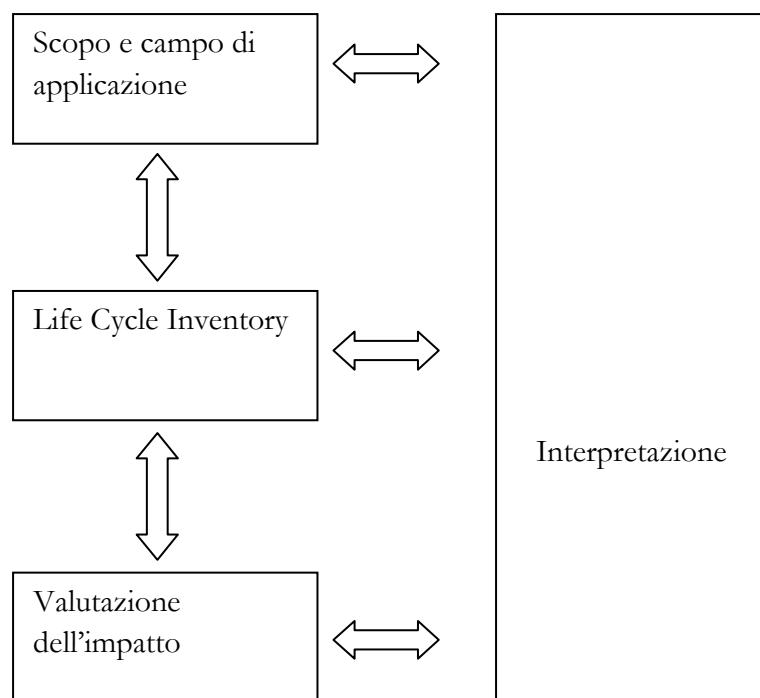 Scopo e campo di
applicazione
Life Cycle Inventory
Interpretazione
Valutazione
dell’impatto